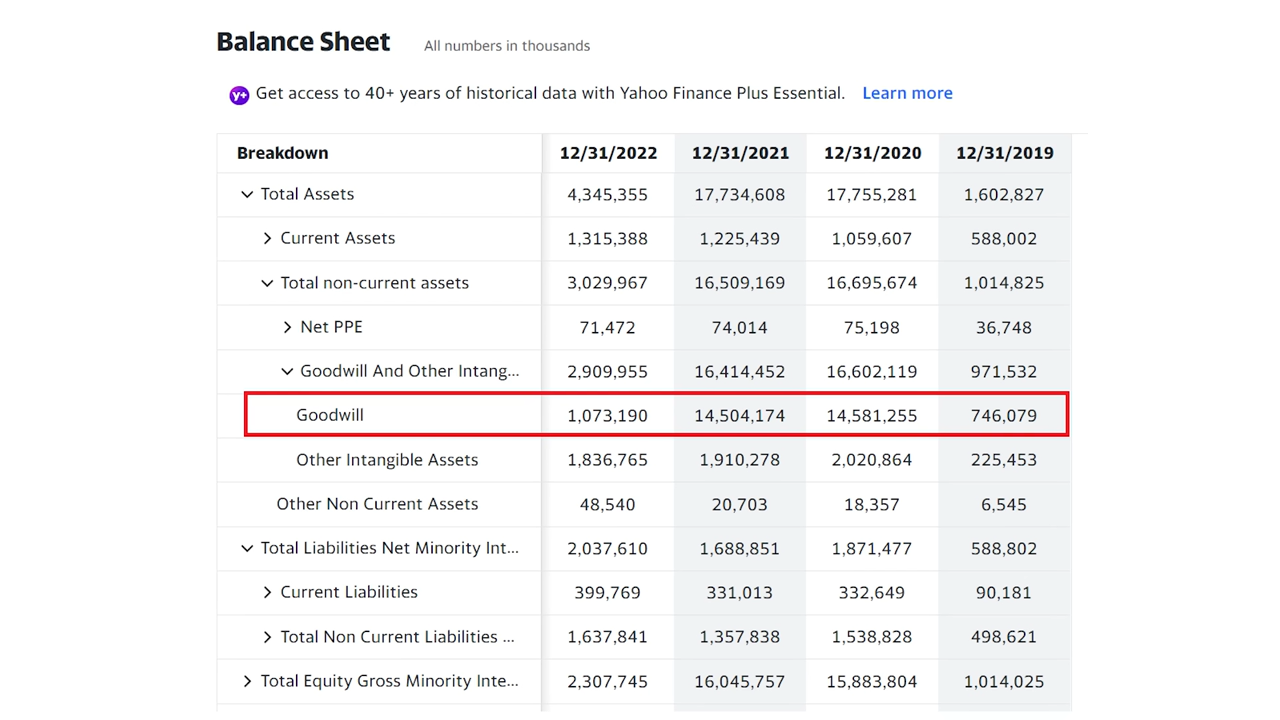 Balance Sheet All numbers in thousands
y+ Get access to 40+ years of historical data with Yahoo Finance Plus Essential. Learn more
Breakdown 12/31/2022 12/31/2021 12/31/2020 12/31/2019
Total Assets 4,345,355 17,734,608 17,755,281 1,602,827
Current Assets 1,315,388 1,225,439 1,059,607 588,002
Total non-current assets 3,029,967 16,509,169 16,695,674 1,014,825
Net PPE 71,472 74,014 75,198 36,748
Goodwill And Other Intang... 2,909,955 16,414,452 16,602,119 971,532
Goodwill 1,073,190 14,504,174 14,581,255 746,079
Other Intangible Assets 1,836,765 1,910,278 2,020,864 225,453
Other Non Current Assets 48,540 20,703 18,357 6,545
Total Liabilities Net Minority Int... 2,037,610 1,688,851 1,871,477 588,802
Current Liabilities 399,769 331,013 332,649 90,181
Total Non Current Liabilities ... 1,637,841 1,357,838 1,538,828 498,621
Total Equity Gross Minority Inte... 2,307,745 16,045,757 15,883,804 1,014,025